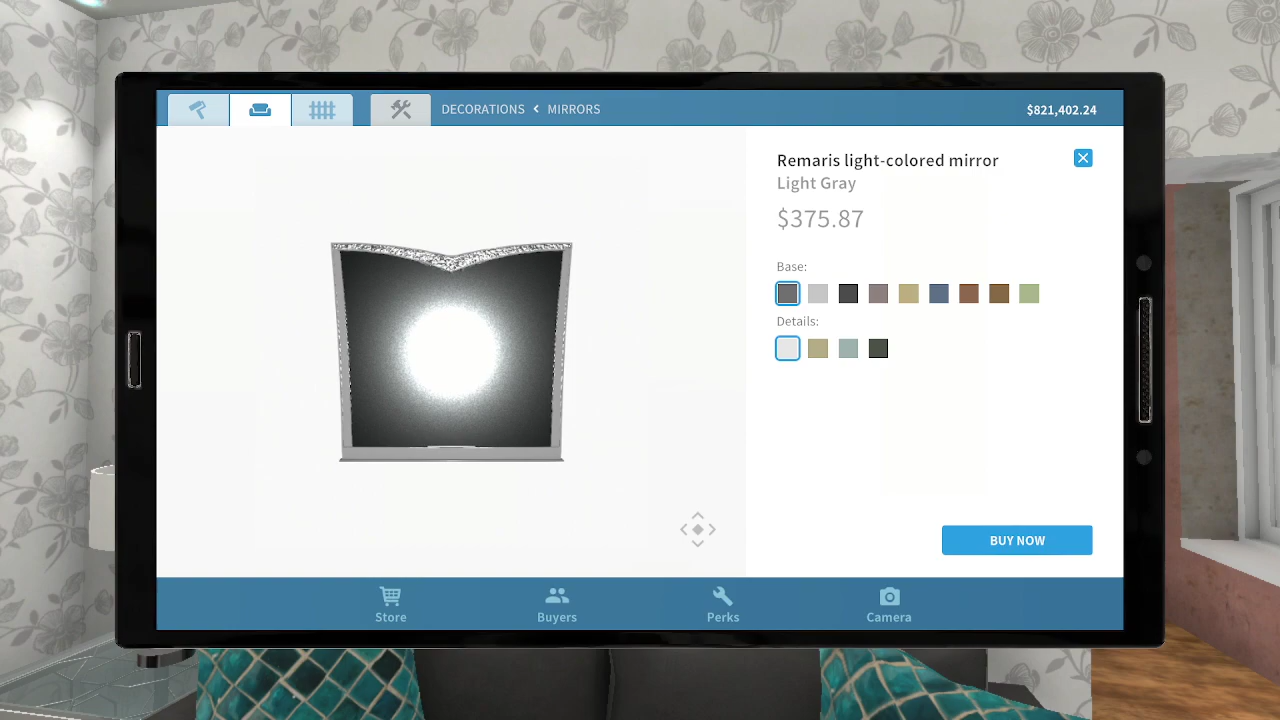 DECORATIONS < MIRRORS
$821,402.24
Remaris light-colored mirror
Light Gray
$375.87
Base:
Details:
BUY NOW
Store
Buyers
Perks
Camera